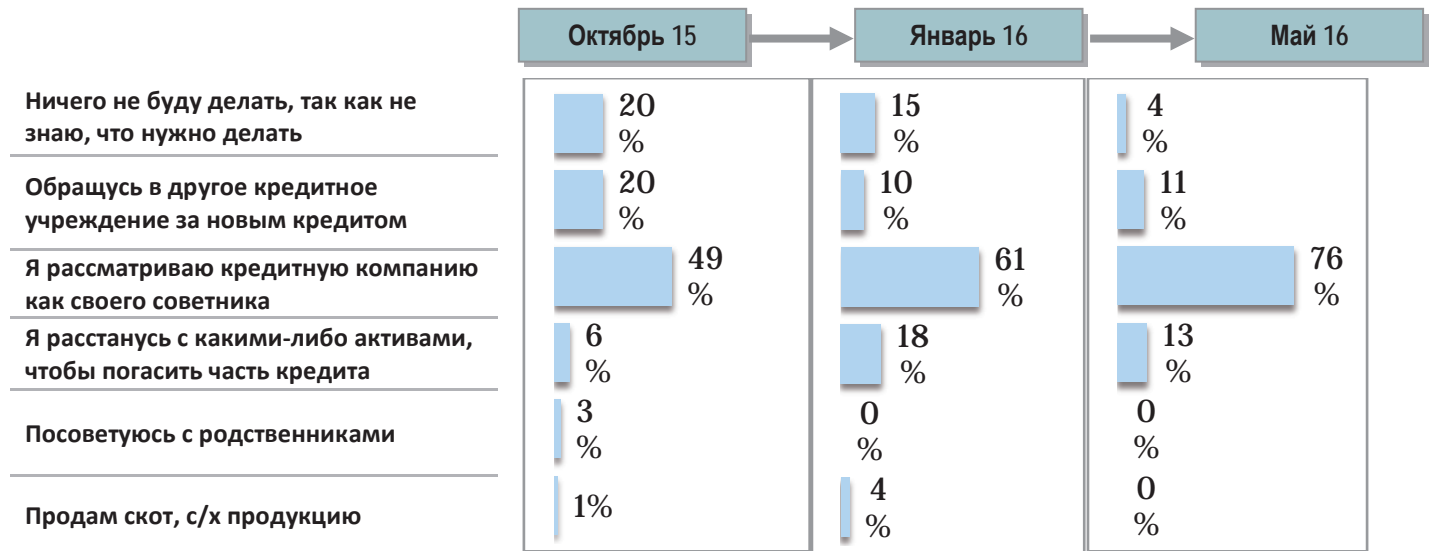 Октябрь 15
Январь 16
Май 16
Ничего не буду делать, так как не
знаю, что нужно делать
20
%
15
%
4
%
Обращусь в другое кредитное
учреждение за новым кредитом
20
%
10
%
11
%
Я рассматриваю кредитную компанию
как своего советника
49
%
61
%
76
%
Я расстанусь с какими-либо активами,
чтобы погасить часть кредита
6
%
18
%
13
%
Посоветуюсь с родственниками
3
%
0
%
0
%
Продам скот, с/х продукцию
1%
4
%
0
%